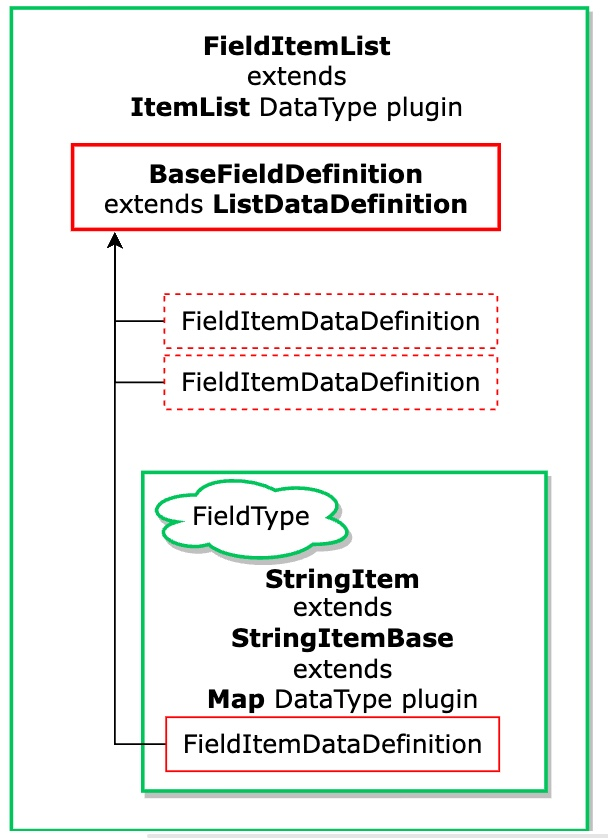 FieldItemList
extends
ItemList DataType plugin
BaseFieldDefinition
extends ListDataDefinition
FieldItemDataDefinition
FieldItemDataDefinition
FieldType
StringItem
extends
StringItemBase
extends
Map DataType plugin
FieldItemDataDefinition